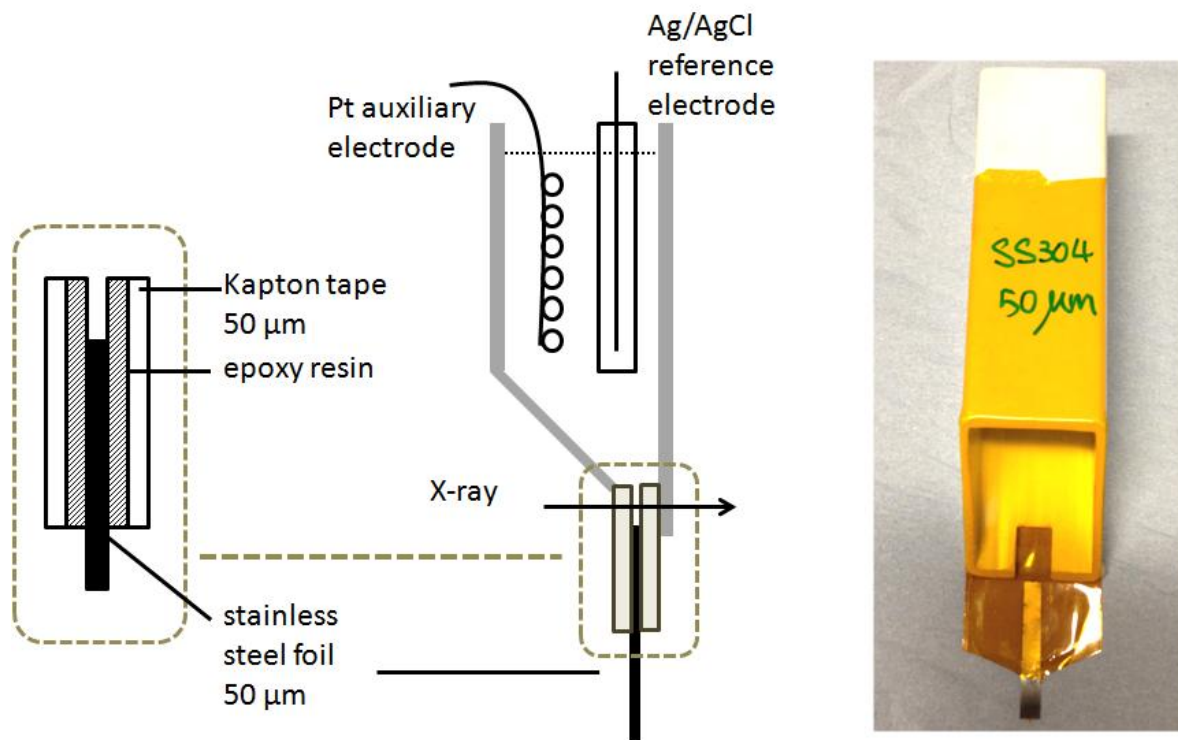 Ag/AgCl
reference
electrode
Pt auxiliary
electrode
Kapton tape
50 µm
epoxy resin
X-ray
stainless
steel foil
50 µm
SS304
50 µm